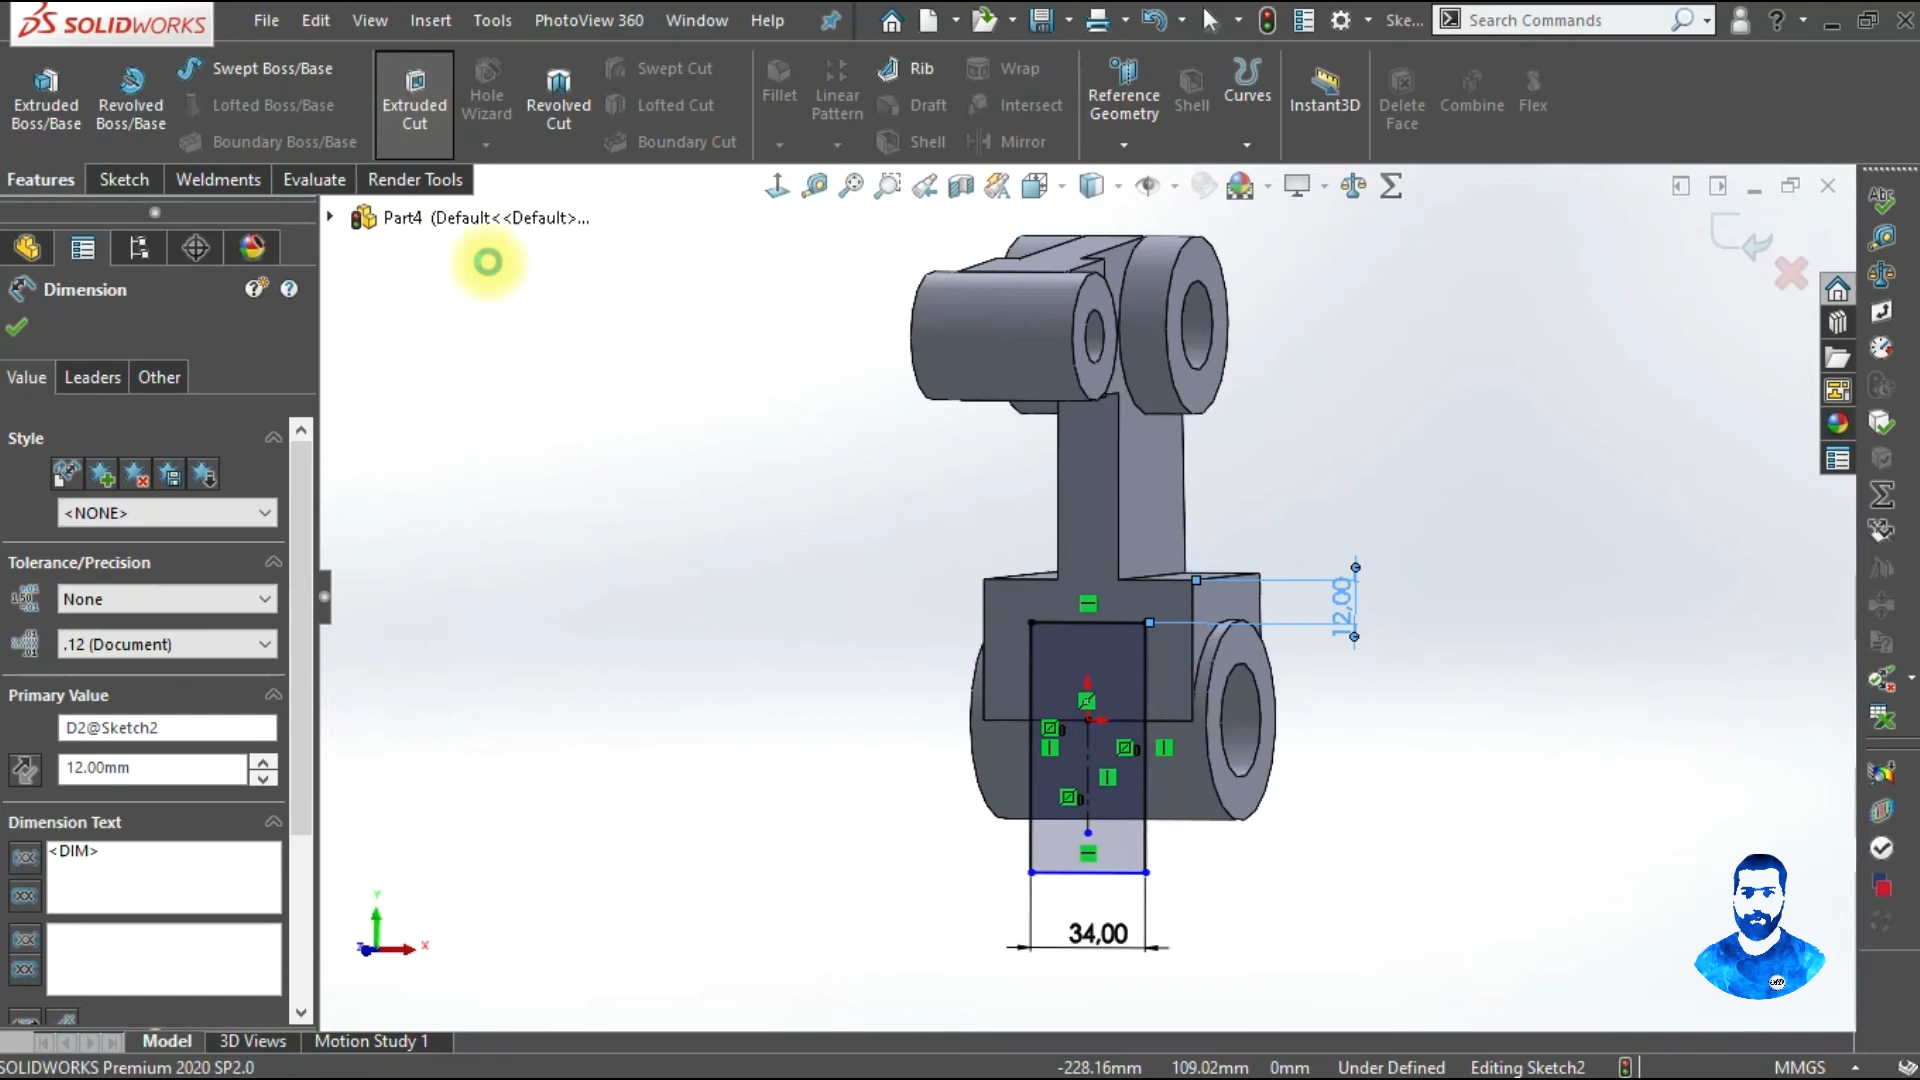 SOLIDWORKS
File Edit View Insert Tools PhotoView 360 Window Help
Ske...
Search Commands
Extruded Boss/Base
Revolved Boss/Base
Swept Boss/Base
Lofted Boss/Base
Boundary Boss/Base
Extruded Cut
Hole Wizard
Revolved Cut
Swept Cut
Lofted Cut
Boundary Cut
Fillet
Linear Pattern
Rib
Draft
Shell
Wrap
Intersect
Mirror
Reference Geometry
Shell
Curves
Instant3D
Delete Face
Combine
Flex
Features Sketch Weldments Evaluate Render Tools
Part4 (Default<<Default>...
Dimension
Value Leaders Other
Style
<NONE>
Tolerance/Precision
None
.12 (Document)
Primary Value
D2@Sketch2
12.00mm
Dimension Text
<DIM>
12,00
34,00
Y
X
Z
Model 3D Views Motion Study 1
SOLIDWORKS Premium 2020 SP2.0
-228.16mm 109.02mm 0mm Under Defined Editing Sketch2 MMGS